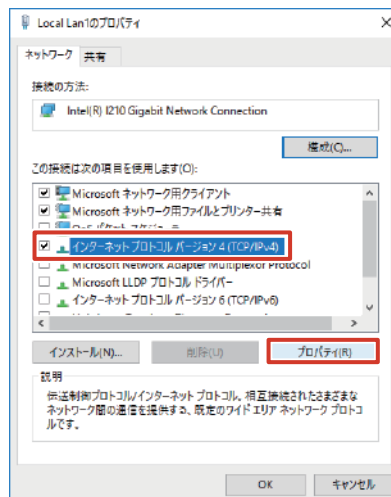 Local Lan1のプロパティ
ネットワーク 共有
接続の方法:
Intel(R) I210 Gigabit Network Connection
構成(C)...
この接続は次の項目を使用します(O):
Microsoft ネットワーク用クライアント
Microsoft ネットワーク用ファイルとプリンター共有
QoS パケット スケジューラ
インターネット プロトコル バージョン 4 (TCP/IPv4)
Microsoft Network Adapter Multiplexor Protocol
Microsoft LLDP プロトコル ドライバー
インターネット プロトコル バージョン 6 (TCP/IPv6)
インストール(N)... 削除(U) プロパティ(R)
説明
伝送制御プロトコル/インターネット プロトコル。相互接続されたさまざまな
ネットワーク間の通信を提供する、既定のワイド エリア ネットワーク プロトコ
ルです。
OK キャンセル